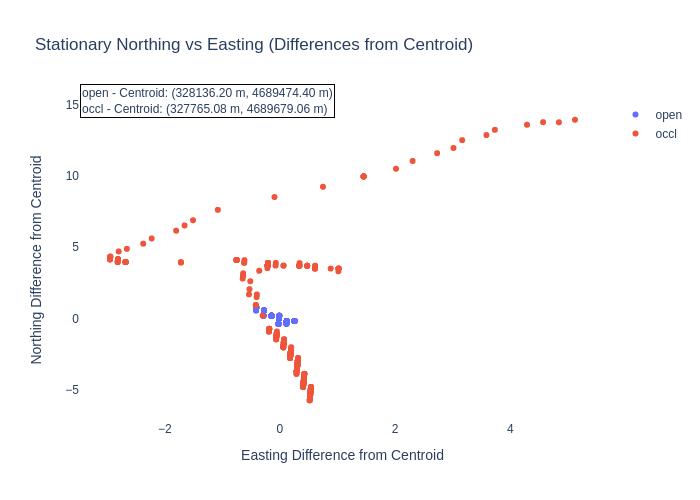 Stationary Northing vs Easting (Differences from Centroid)
open - Centroid: (328136.20 m, 4689474.40 m)
occl - Centroid: (327765.08 m, 4689679.06 m)
open
occl
15
10
5
0
−5
Northing Difference from Centroid
−2
0
2
4
Easting Difference from Centroid